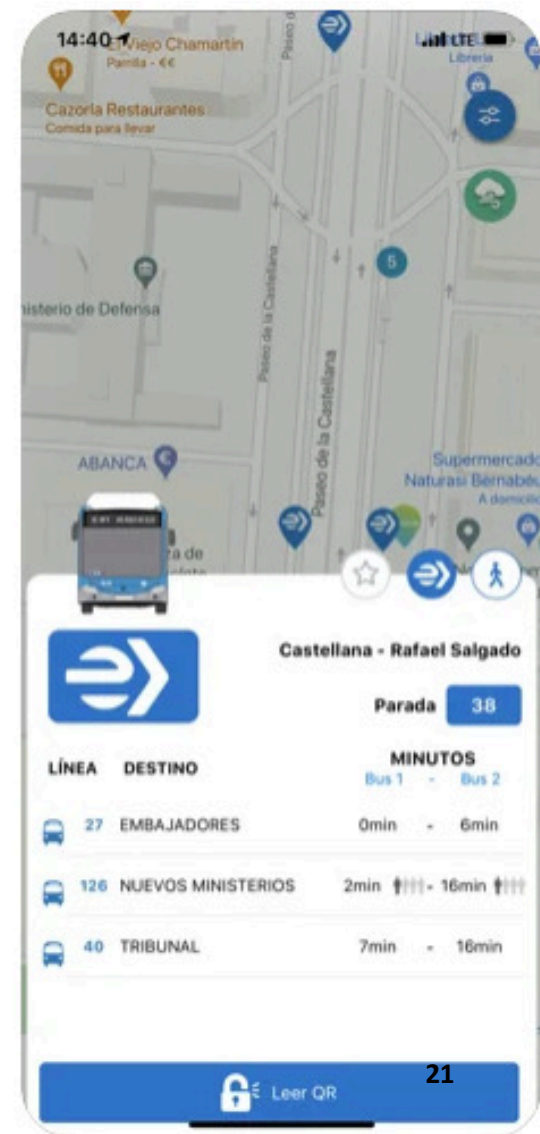 14:40
LTE
El Viejo Chamartín
Parrilla - €€
Librería
Cazorla Restaurantes
Comida para llevar
Paseo de la Castellana
5
Ministerio de Defensa
Paseo de la Castellana
ABANCA
Supermercado
Naturasi Bernabéu
A domicilio
Castellana - Rafael Salgado
Parada 38
LÍNEA DESTINO MINUTOS
Bus 1 - Bus 2
27 EMBAJADORES 0min - 6min
126 NUEVOS MINISTERIOS 2min - 16min
40 TRIBUNAL 7min - 16min
21
Leer QR